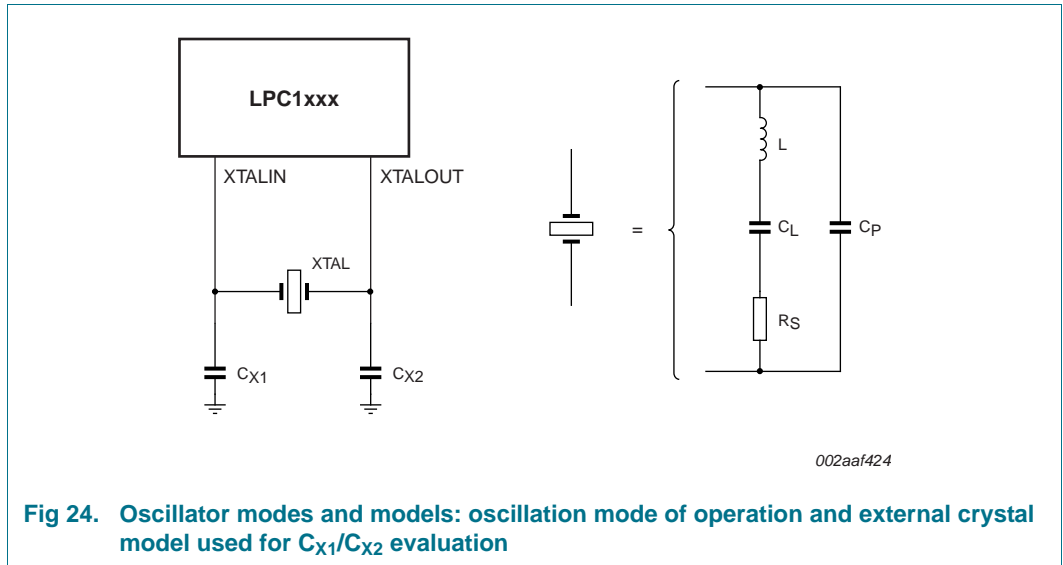 LPC1xxx
XTALIN
XTALOUT
XTAL
CX1
CX2
=
L
CL
CP
RS
002aaf424
Fig 24. Oscillator modes and models: oscillation mode of operation and external crystal
model used for CX1/CX2 evaluation